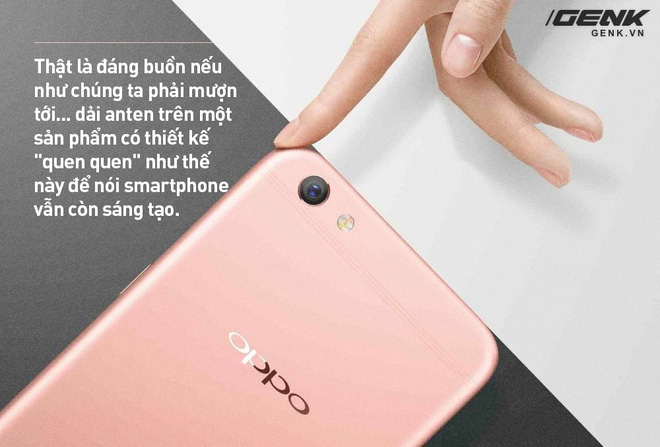 GENK
GENK.VN
Thật là đáng buồn nếu
như chúng ta phải mượn
tới... dải anten trên một
sản phẩm có thiết kế
"quen quen" như thế
này để nói smartphone
vẫn còn sáng tạo.
oppo